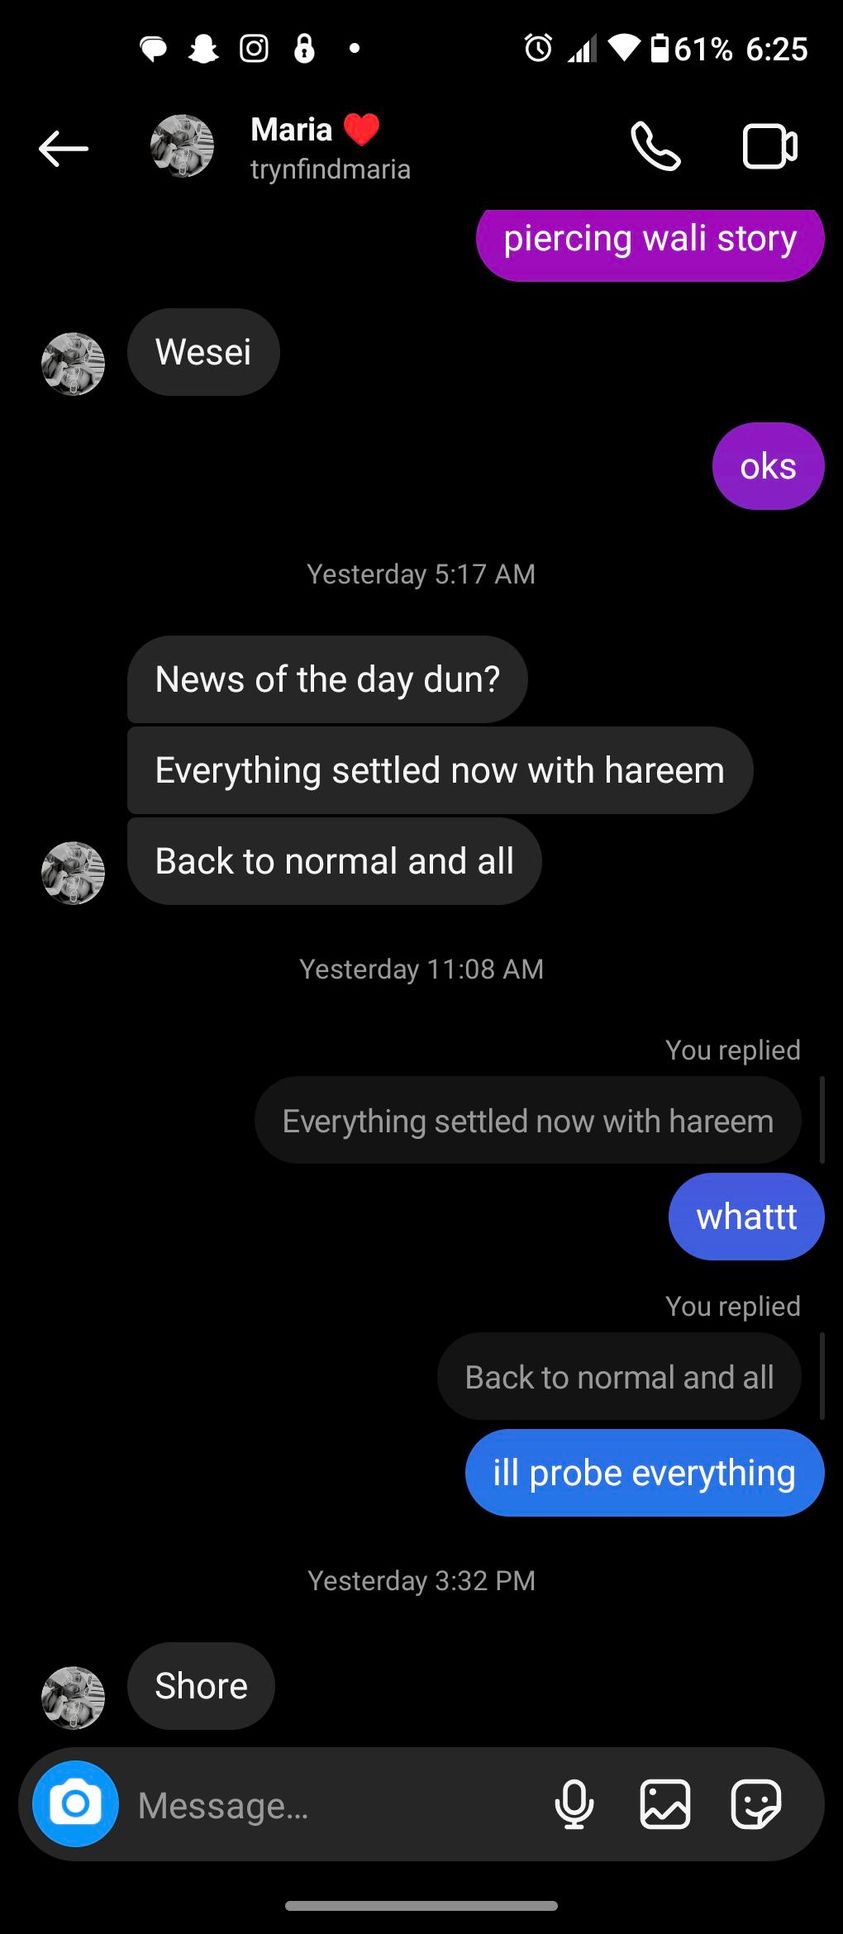 61% 6:25
Maria ❤️
trynfindmaria
piercing wali story
Wesei
oks
Yesterday 5:17 AM
News of the day dun?
Everything settled now with hareem
Back to normal and all
Yesterday 11:08 AM
You replied
Everything settled now with hareem
whattt
You replied
Back to normal and all
ill probe everything
Yesterday 3:32 PM
Shore
Message...